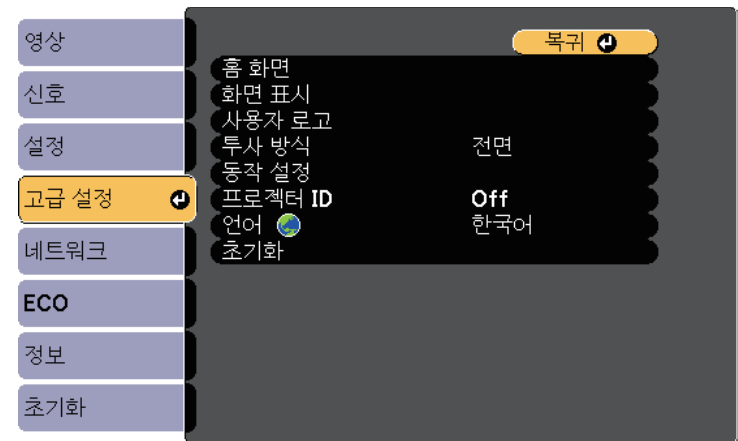 영상
신호
설정
고급 설정
네트워크
ECO
정보
초기화
복귀
홈 화면
화면 표시
사용자 로고
투사 방식 전면
동작 설정
프로젝터 ID Off
언어 한국어
초기화